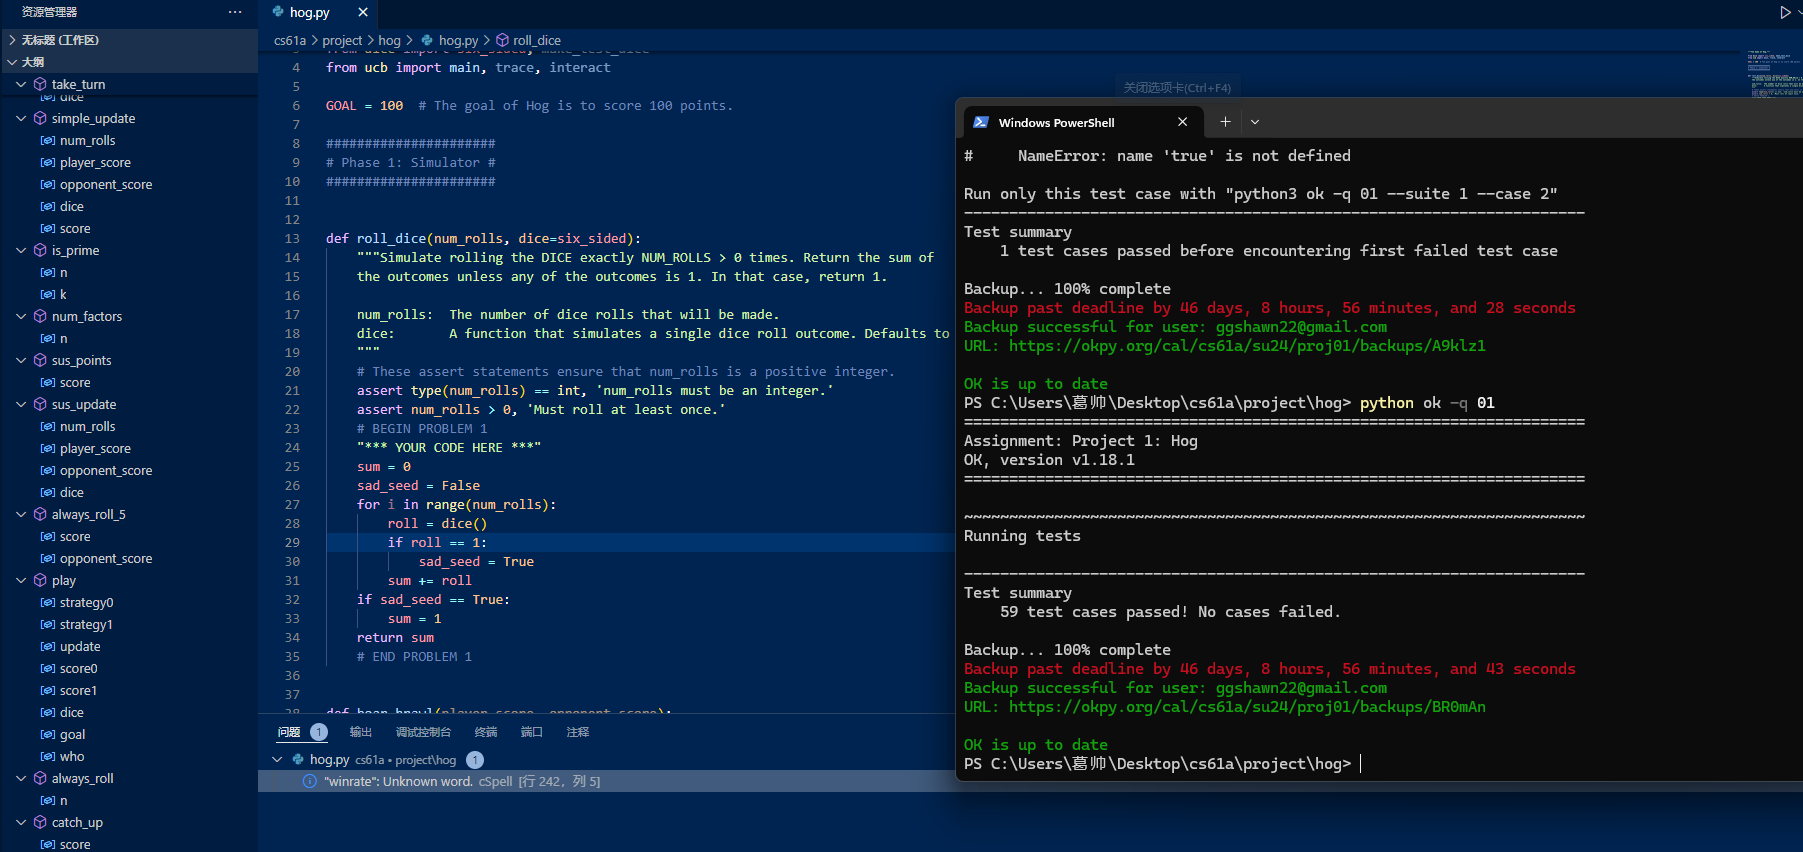 资源管理器 ···
无标题 (工作区)
大纲
take_turn
dice
simple_update
num_rolls
player_score
opponent_score
dice
score
is_prime
n
k
num_factors
n
sus_points
score
sus_update
num_rolls
player_score
opponent_score
dice
always_roll_5
score
opponent_score
play
strategy0
strategy1
update
score0
score1
dice
goal
who
always_roll
n
catch_up
score
hog.py
cs61a > project > hog > hog.py > roll_dice
from dice import six_sided, make_test_dice
4 from ucb import main, trace, interact
5
6 GOAL = 100  # The goal of Hog is to score 100 points.
7
8 ######################
9 # Phase 1: Simulator #
10 ######################
11
12
13 def roll_dice(num_rolls, dice=six_sided):
14     """Simulate rolling the DICE exactly NUM_ROLLS > 0 times. Return the sum of
15     the outcomes unless any of the outcomes is 1. In that case, return 1.
16
17     num_rolls:  The number of dice rolls that will be made.
18     dice:       A function that simulates a single dice roll outcome. Defaults to
19     """
20     # These assert statements ensure that num_rolls is a positive integer.
21     assert type(num_rolls) == int, 'num_rolls must be an integer.'
22     assert num_rolls > 0, 'Must roll at least once.'
23     # BEGIN PROBLEM 1
24     "*** YOUR CODE HERE ***"
25     sum = 0
26     sad_seed = False
27     for i in range(num_rolls):
28         roll = dice()
29         if roll == 1:
30             sad_seed = True
31         sum += roll
32     if sad_seed == True:
33         sum = 1
34     return sum
35     # END PROBLEM 1
36
37
38 def boar_brawl(player_score, opponent_score):
问题 1 输出 调试控制台 终端 端口 注释
hog.py cs61a • project\hog 1
"winrate": Unknown word. cSpell [行 242, 列 5]
关闭选项卡(Ctrl+F4)
Windows PowerShell
#     NameError: name 'true' is not defined
Run only this test case with "python3 ok -q 01 --suite 1 --case 2"
---------------------------------------------------------------------
Test summary
    1 test cases passed before encountering first failed test case
Backup... 100% complete
Backup past deadline by 46 days, 8 hours, 56 minutes, and 28 seconds
Backup successful for user: ggshawn22@gmail.com
URL: https://okpy.org/cal/cs61a/su24/proj01/backups/A9klz1
OK is up to date
PS C:\Users\葛帅\Desktop\cs61a\project\hog> python ok -q 01
=====================================================================
Assignment: Project 1: Hog
OK, version v1.18.1
=====================================================================
~~~~~~~~~~~~~~~~~~~~~~~~~~~~~~~~~~~~~~~~~~~~~~~~~~~~~~~~~~~~~~~~~~~~~
Running tests
---------------------------------------------------------------------
Test summary
    59 test cases passed! No cases failed.
Backup... 100% complete
Backup past deadline by 46 days, 8 hours, 56 minutes, and 43 seconds
Backup successful for user: ggshawn22@gmail.com
URL: https://okpy.org/cal/cs61a/su24/proj01/backups/BR0mAn
OK is up to date
PS C:\Users\葛帅\Desktop\cs61a\project\hog>